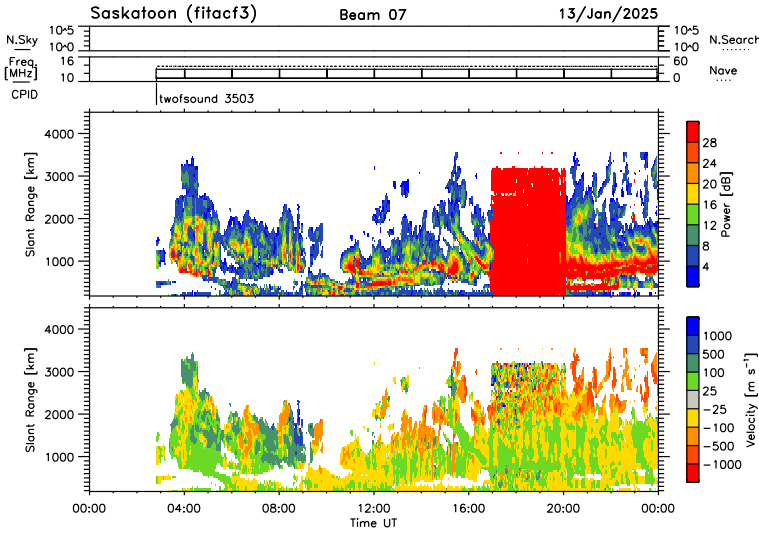 Saskatoon (fitacf3) Beam 07 13/Jan/2025
N.Sky 10^5 10^0 10^5 10^0 N.Search
Freq. [MHz] 16 10 60 0 Nave
CPID twofsound 3503
Slant Range [km] 4000 3000 2000 1000
28 24 20 16 12 8 4 Power [dB]
Slant Range [km] 4000 3000 2000 1000
1000 500 100 25 −25 −100 −500 −1000 Velocity [m s⁻¹]
00:00 04:00 08:00 12:00 16:00 20:00 00:00
Time UT